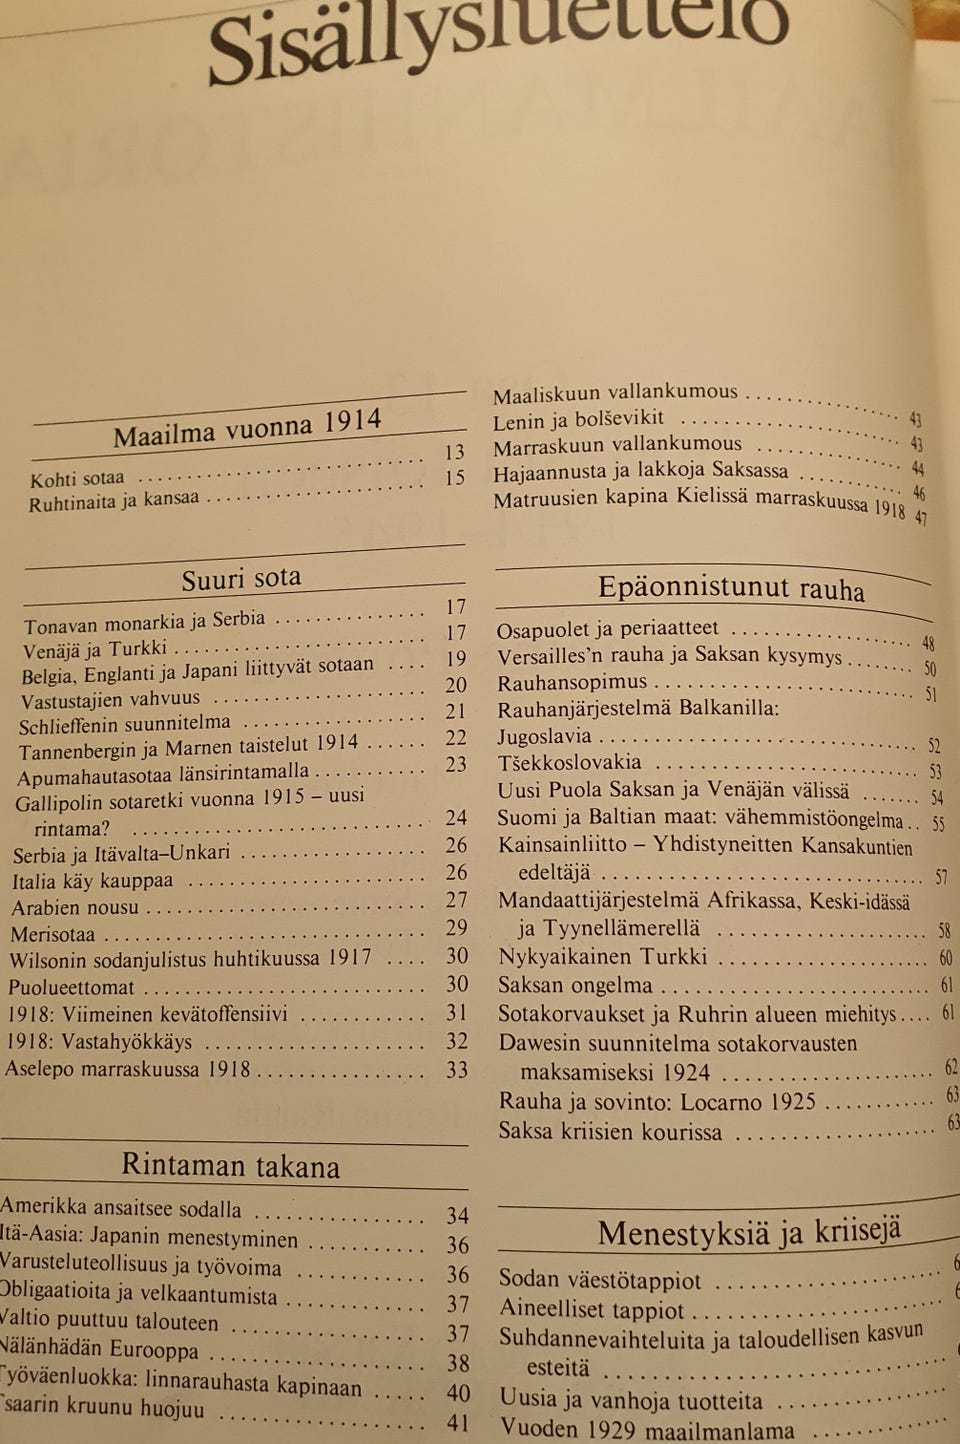 Sisällysluettelo
Maailma vuonna 1914
Kohti sotaa .......................... 13
Ruhtinaita ja kansaa .................... 15
Suuri sota
Tonavan monarkia ja Serbia ............... 17
Venäjä ja Turkki ........................ 17
Belgia, Englanti ja Japani liittyvät sotaan .... 19
Vastustajien vahvuus .................... 20
Schlieffenin suunnitelma ................. 21
Tannenbergin ja Marnen taistelut 1914 ...... 22
Apumahautasotaa länsirintamalla ........... 23
Gallipolin sotaretki vuonna 1915 – uusi
rintama? ............................ 24
Serbia ja Itävalta–Unkari ................. 26
Italia käy kauppaa ...................... 26
Arabien nousu .......................... 27
Merisotaa .............................. 29
Wilsonin sodanjulistus huhtikuussa 1917 .... 30
Puolueettomat .......................... 30
1918: Viimeinen kevätoffensiivi ............ 31
1918: Vastahyökkäys .................... 32
Aselepo marraskuussa 1918 ................ 33
Rintaman takana
Amerikka ansaitsee sodalla ............... 34
Itä-Aasia: Japanin menestyminen .......... 36
Varusteluteollisuus ja työvoima ........... 36
Obligaatioita ja velkaantumista ............ 37
Valtio puuttuu talouteen ................. 37
Nälänhädän Eurooppa .................... 38
Työväenluokka: linnarauhasta kapinaan ..... 40
Tsaarin kruunu huojuu ................... 41
Maaliskuun vallankumous ................ 43
Lenin ja bolševikit ...................... 43
Marraskuun vallankumous ................ 44
Hajaannusta ja lakkoja Saksassa ........... 46
Matruusien kapina Kielissä marraskuussa 1918 47
Epäonnistunut rauha
Osapuolet ja periaatteet .................. 48
Versailles'n rauha ja Saksan kysymys ....... 50
Rauhansopimus ......................... 51
Rauhanjärjestelmä Balkanilla:
Jugoslavia .............................. 52
Tšekkoslovakia ......................... 53
Uusi Puola Saksan ja Venäjän välissä ....... 54
Suomi ja Baltian maat: vähemmistöongelma .. 55
Kainsainliitto – Yhdistyneitten Kansakuntien
edeltäjä .............................. 57
Mandaattijärjestelmä Afrikassa, Keski-idässä
ja Tyynellämerellä .................... 58
Nykyaikainen Turkki .................... 60
Saksan ongelma ......................... 61
Sotakorvaukset ja Ruhrin alueen miehitys .... 61
Dawesin suunnitelma sotakorvausten
maksamiseksi 1924 .................... 62
Rauha ja sovinto: Locarno 1925 ........... 63
Saksa kriisien kourissa ................... 63
Menestyksiä ja kriisejä
Sodan väestötappiot .....................
Aineelliset tappiot ........................
Suhdannevaihteluita ja taloudellisen kasvun
esteitä ..............................
Uusia ja vanhoja tuotteita ................
Vuoden 1929 maailmanlama .............